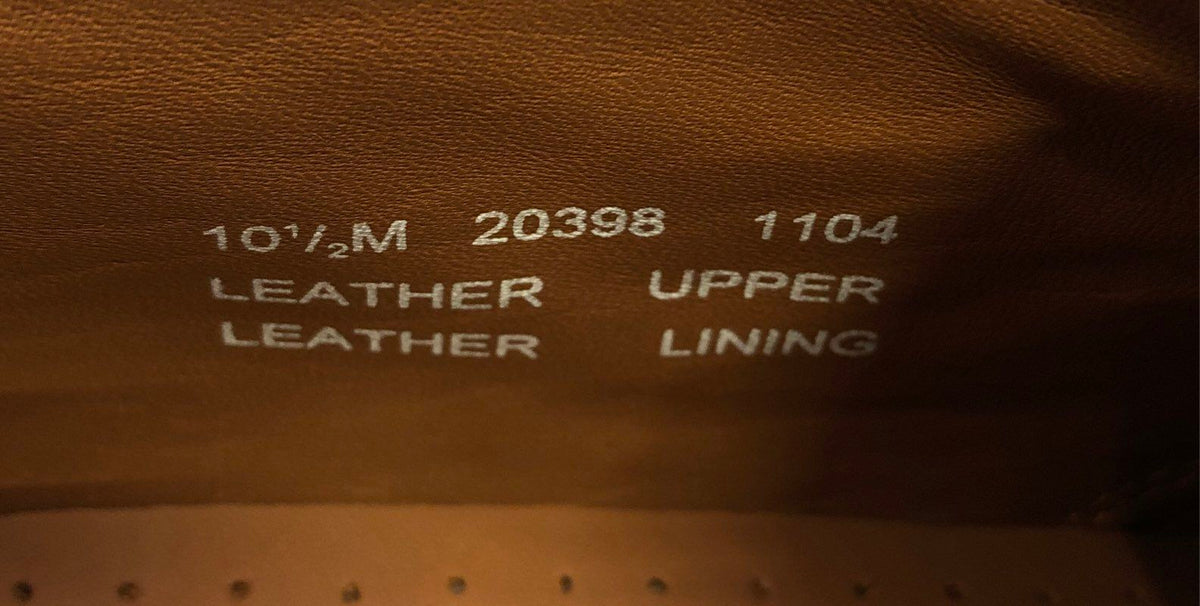 10½M 20398 1104
LEATHER UPPER
LEATHER LINING